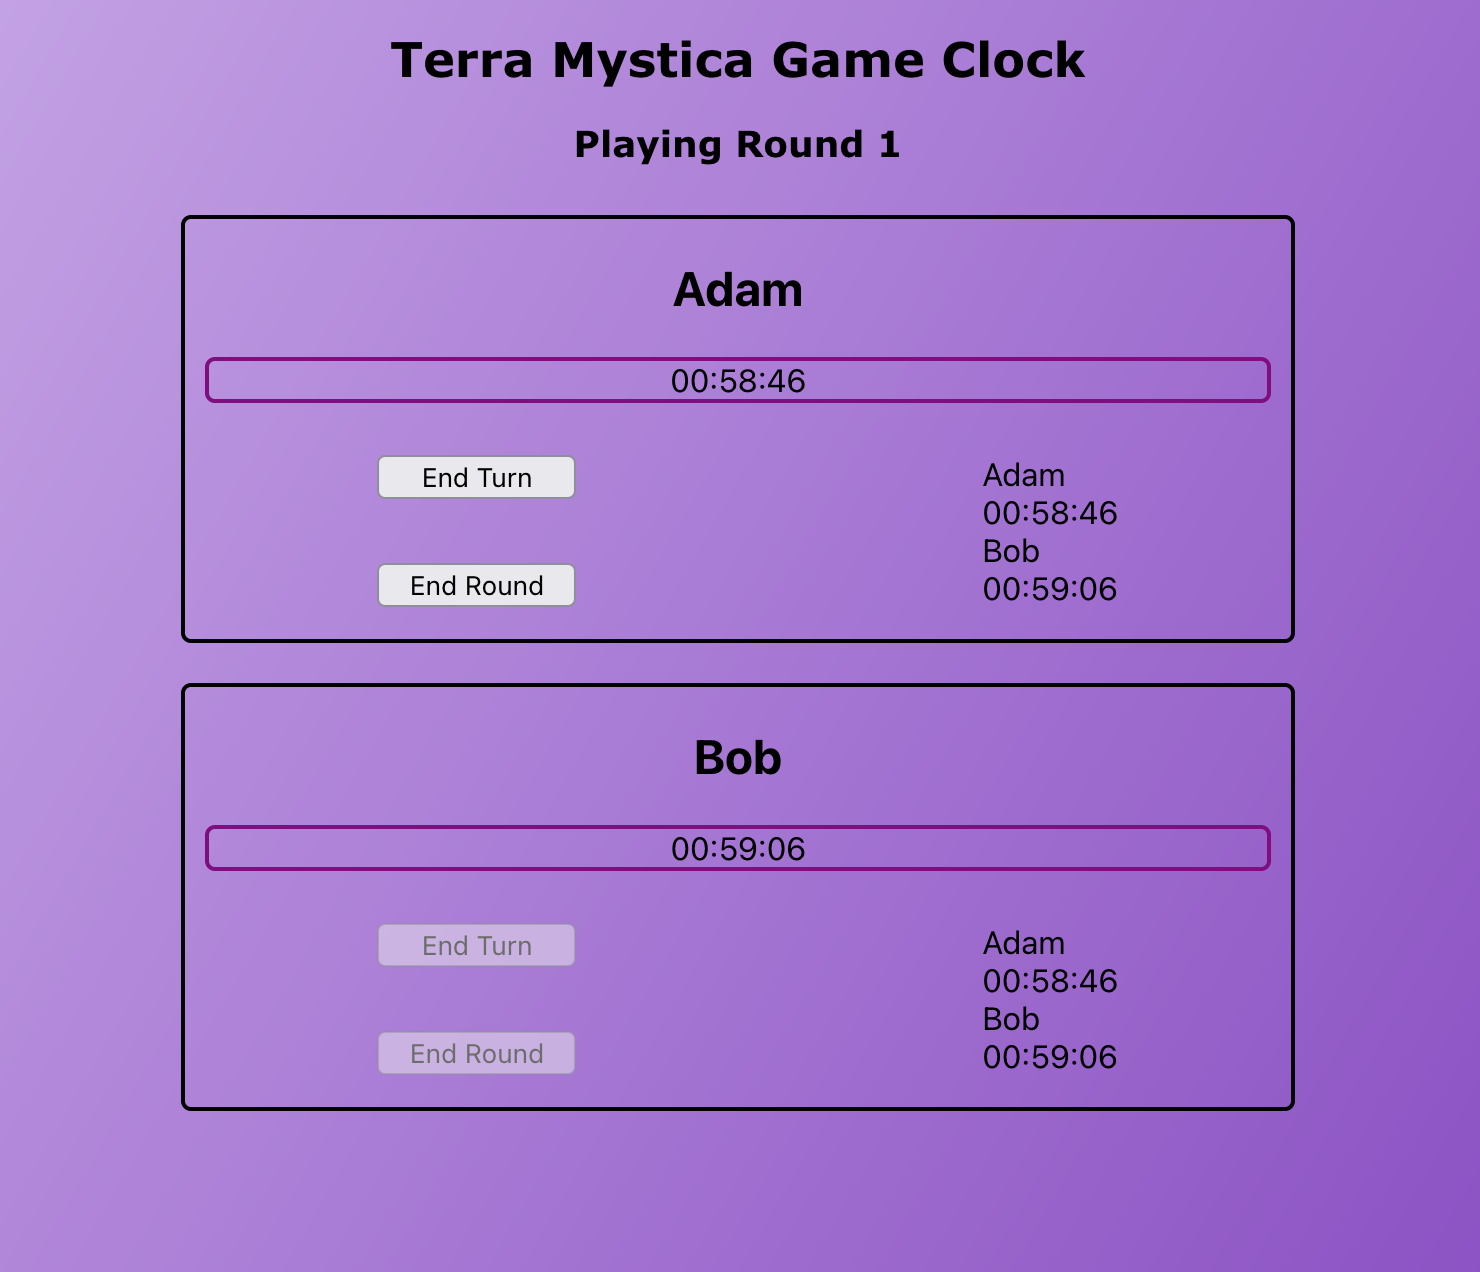 Terra Mystica Game Clock
Playing Round 1
Adam
00:58:46
End Turn
End Round
Adam
00:58:46
Bob
00:59:06
Bob
00:59:06
End Turn
End Round
Adam
00:58:46
Bob
00:59:06